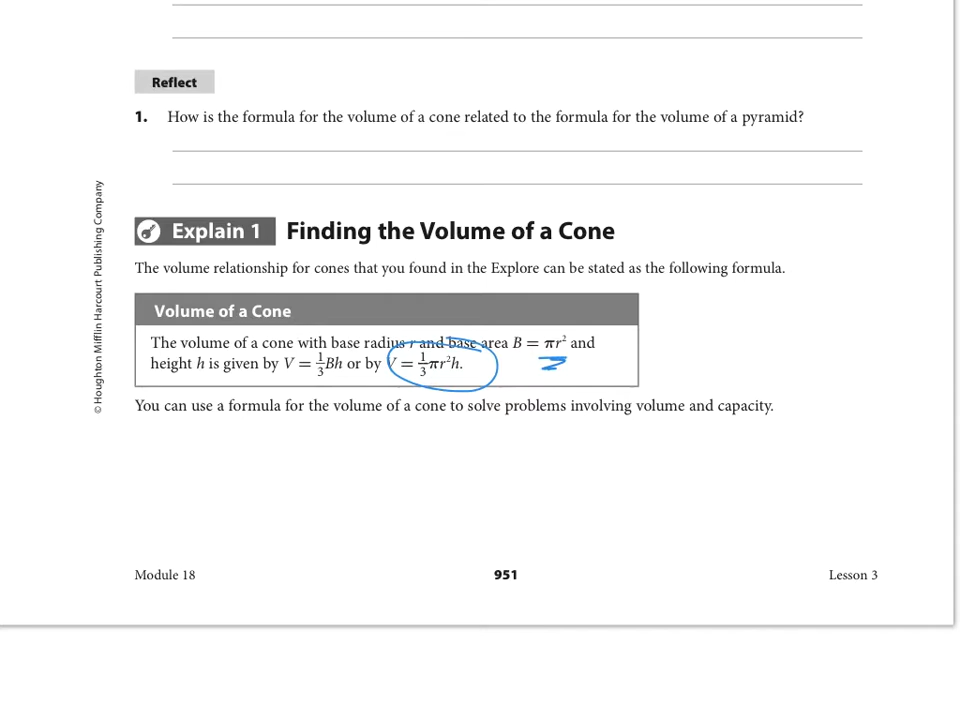 Reflect
1. How is the formula for the volume of a cone related to the formula for the volume of a pyramid?
© Houghton Mifflin Harcourt Publishing Company
Explain 1 Finding the Volume of a Cone
The volume relationship for cones that you found in the Explore can be stated as the following formula.
Volume of a Cone
The volume of a cone with base radius r and base area B = πr² and
height h is given by V = 1/3 Bh or by V = 1/3 πr²h.
You can use a formula for the volume of a cone to solve problems involving volume and capacity.
Module 18 951 Lesson 3